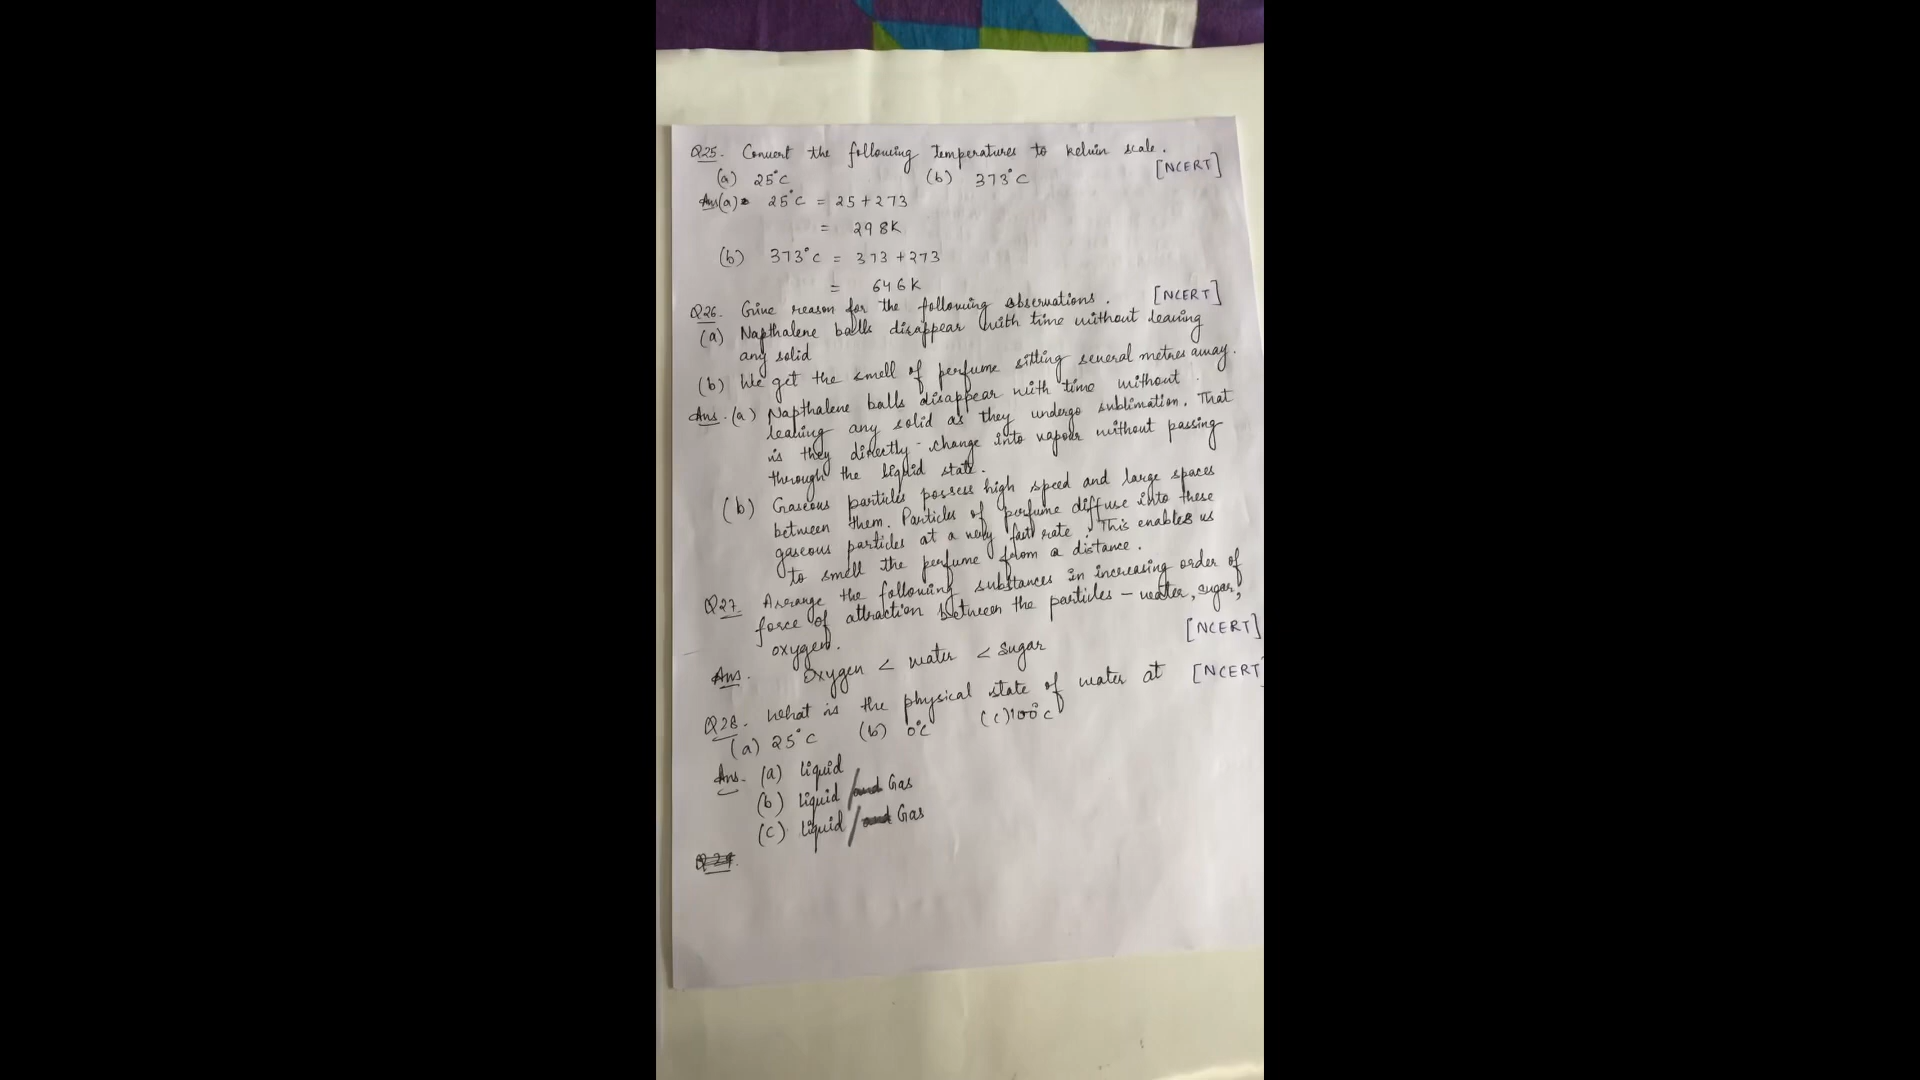 Q25. Convert the following temperatures to kelvin scale.
(a) 25°C (b) 373°C [NCERT]
Ans(a) 25°C = 25+273
= 298K
(b) 373°C = 373+273
= 646K
Q26. Give reason for the following observations. [NCERT]
(a) Napthalene balls disappear with time without leaving
any solid
(b) We get the smell of perfume sitting several metres away.
Ans. (a) Napthalene balls disappear with time without
leaving any solid as they undergo sublimation. That
is they directly change into vapour without passing
through the liquid state.
(b) Gaseous particles possess high speed and large spaces
between them. Particles of perfume diffuse into these
gaseous particles at a very fast rate. This enables us
to smell the perfume from a distance.
Q27. Arrange the following substances in increasing order of
force of attraction between the particles – water, sugar,
oxygen. [NCERT]
Ans. Oxygen < water < sugar
Q28. What is the physical state of water at [NCERT]
(a) 25°C (b) 0°C (c) 100°C
Ans. (a) liquid
(b) liquid / Gas
(c) liquid / Gas